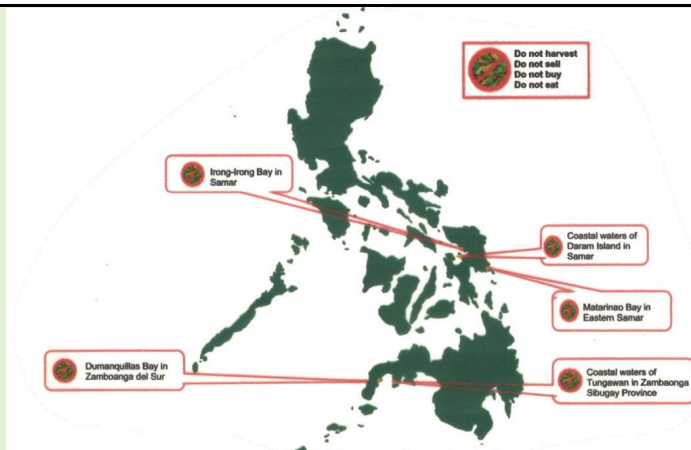 Do not harvest
Do not sell
Do not buy
Do not eat
Irong-Irong Bay in
Samar
Coastal waters of
Daram Island in
Samar
Matarinao Bay in
Eastern Samar
Dumanquillas Bay in
Zamboanga del Sur
Coastal waters of
Tungawan in Zambaonga
Sibugay Province